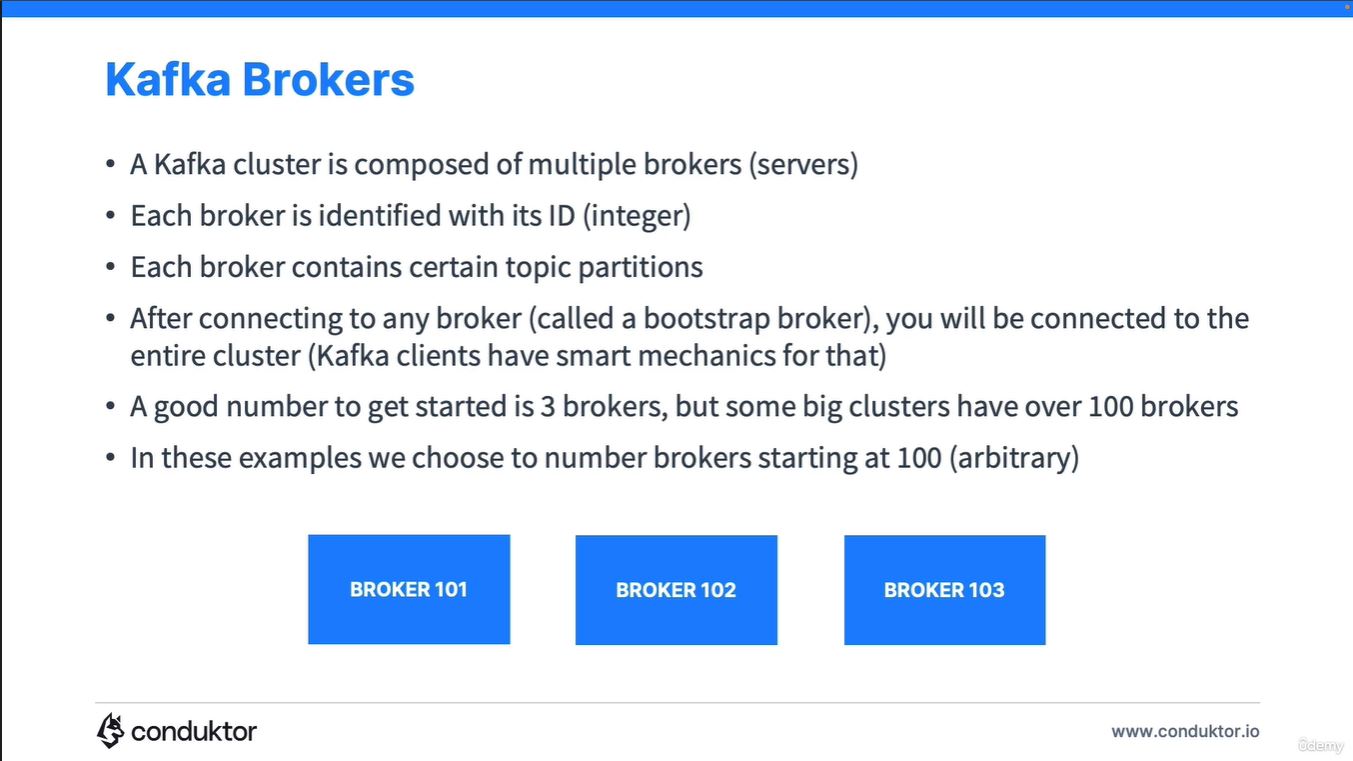 Kafka Brokers
• A Kafka cluster is composed of multiple brokers (servers)
• Each broker is identified with its ID (integer)
• Each broker contains certain topic partitions
• After connecting to any broker (called a bootstrap broker), you will be connected to the
entire cluster (Kafka clients have smart mechanics for that)
• A good number to get started is 3 brokers, but some big clusters have over 100 brokers
• In these examples we choose to number brokers starting at 100 (arbitrary)
BROKER 101
BROKER 102
BROKER 103
conduktor
www.conduktor.io
ûdemy